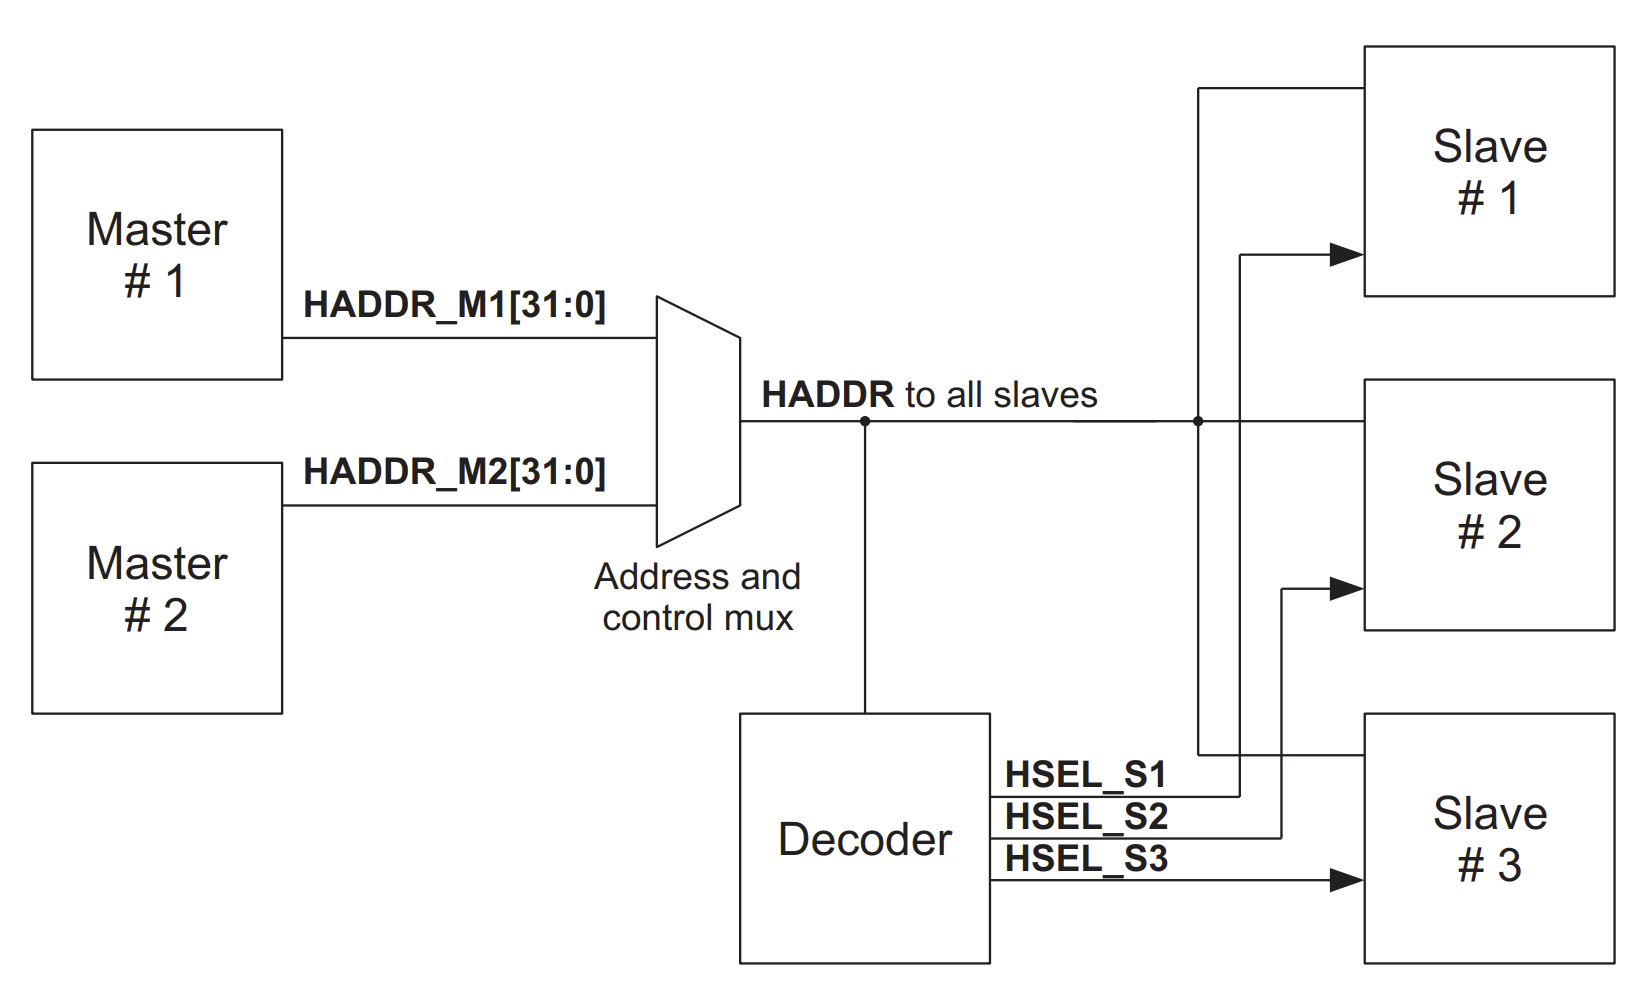 Master
# 1
HADDR_M1[31:0]
Master
# 2
HADDR_M2[31:0]
Address and
control mux
HADDR to all slaves
Decoder
HSEL_S1
HSEL_S2
HSEL_S3
Slave
# 1
Slave
# 2
Slave
# 3